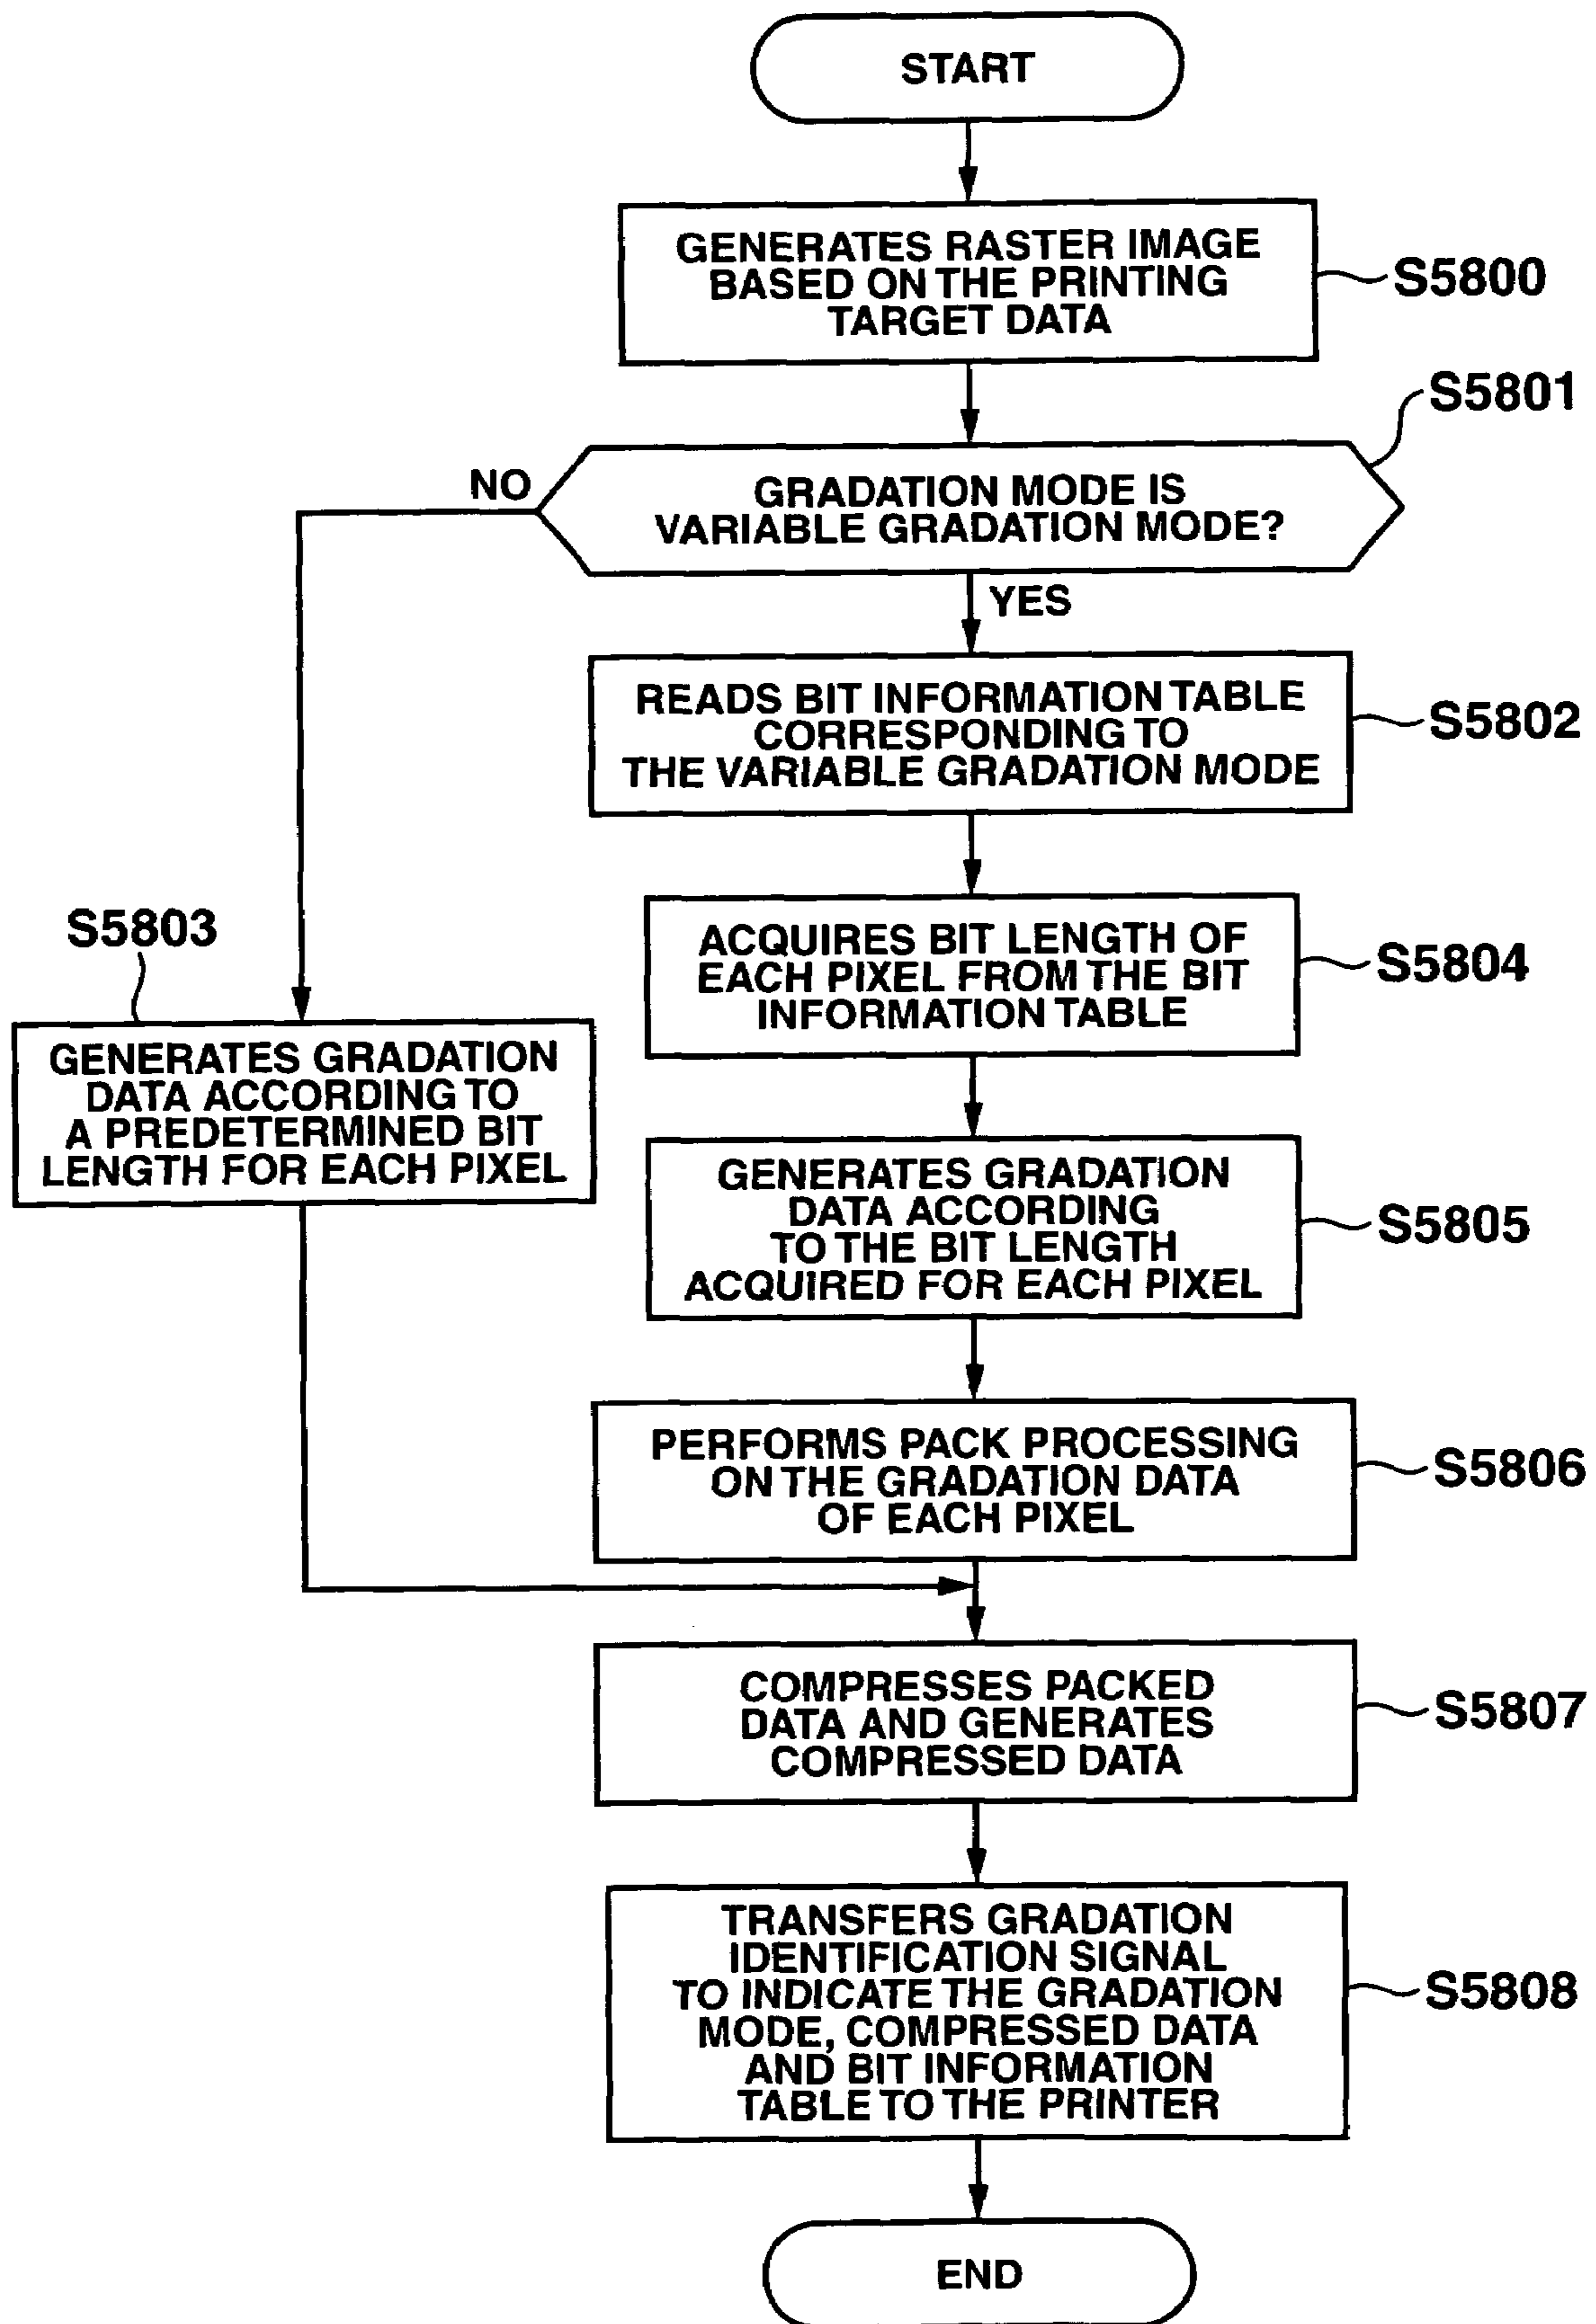 START
GENERATES RASTER IMAGE
BASED ON THE PRINTING
TARGET DATA
S5800
S5801
GRADATION MODE IS
VARIABLE GRADATION MODE?
NO
YES
READS BIT INFORMATION TABLE
CORRESPONDING TO
THE VARIABLE GRADATION MODE
S5802
S5803
GENERATES GRADATION
DATA ACCORDING TO
A PREDETERMINED BIT
LENGTH FOR EACH PIXEL
ACQUIRES BIT LENGTH OF
EACH PIXEL FROM THE BIT
INFORMATION TABLE
S5804
GENERATES GRADATION
DATA ACCORDING
TO THE BIT LENGTH
ACQUIRED FOR EACH PIXEL
S5805
PERFORMS PACK PROCESSING
ON THE GRADATION DATA
OF EACH PIXEL
S5806
COMPRESSES PACKED
DATA AND GENERATES
COMPRESSED DATA
S5807
TRANSFERS GRADATION
IDENTIFICATION SIGNAL
TO INDICATE THE GRADATION
MODE, COMPRESSED DATA
AND BIT INFORMATION
TABLE TO THE PRINTER
S5808
END